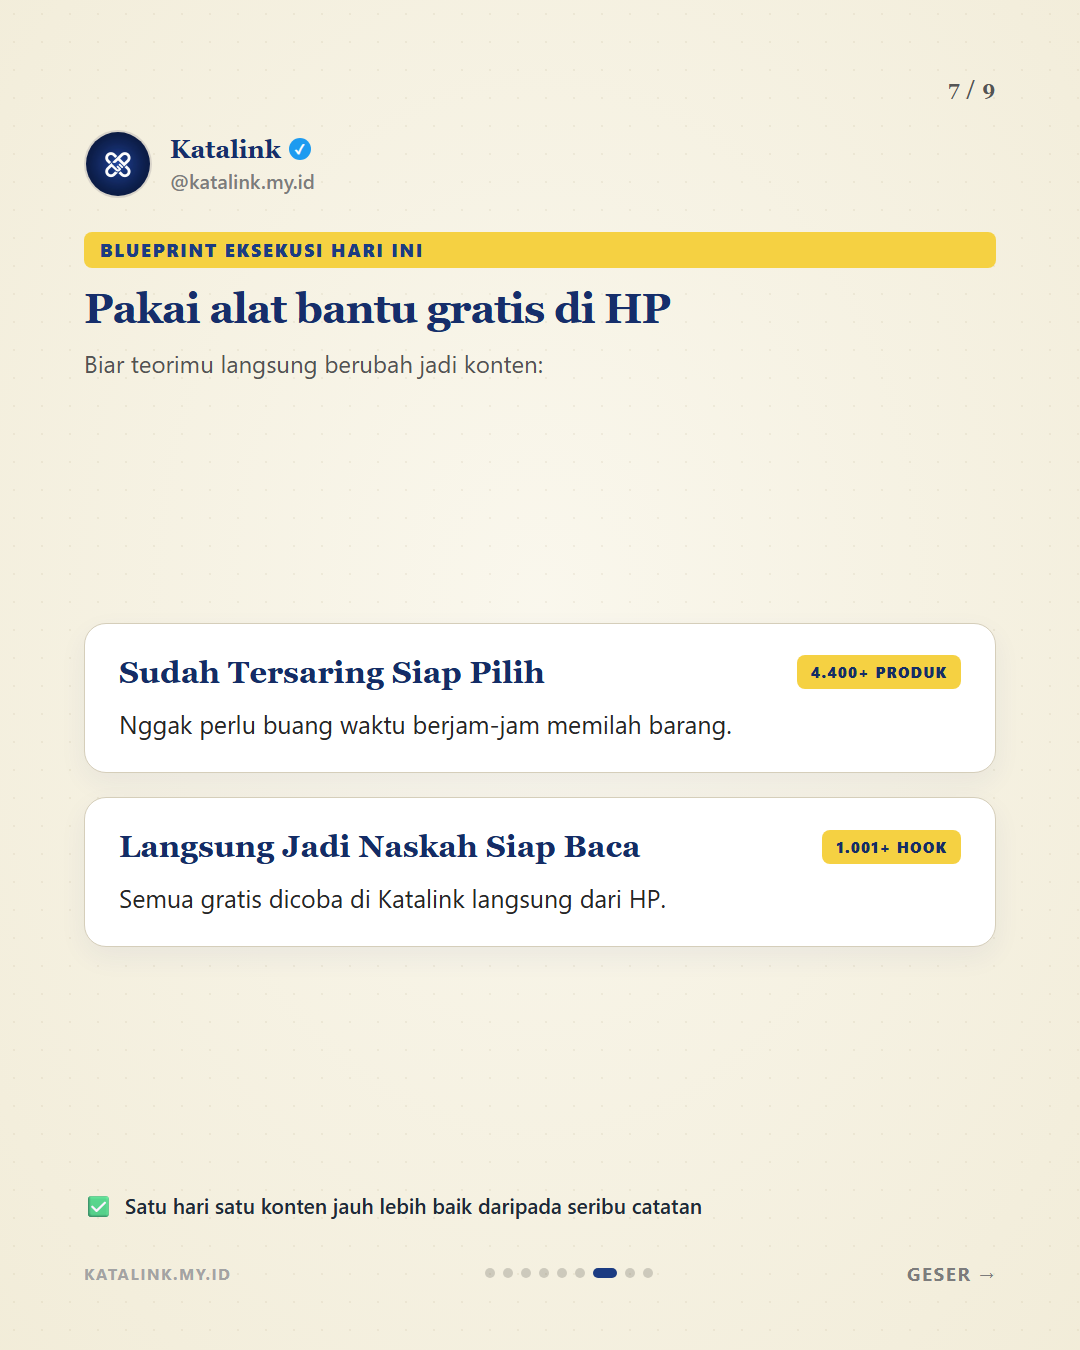 7 / 9
Katalink
@katalink.my.id
BLUEPRINT EKSEKUSI HARI INI
Pakai alat bantu gratis di HP
Biar teorimu langsung berubah jadi konten:
Sudah Tersaring Siap Pilih
4.400+ PRODUK
Nggak perlu buang waktu berjam-jam memilah barang.
Langsung Jadi Naskah Siap Baca
1.001+ HOOK
Semua gratis dicoba di Katalink langsung dari HP.
✅ Satu hari satu konten jauh lebih baik daripada seribu catatan
KATALINK.MY.ID
GESER →